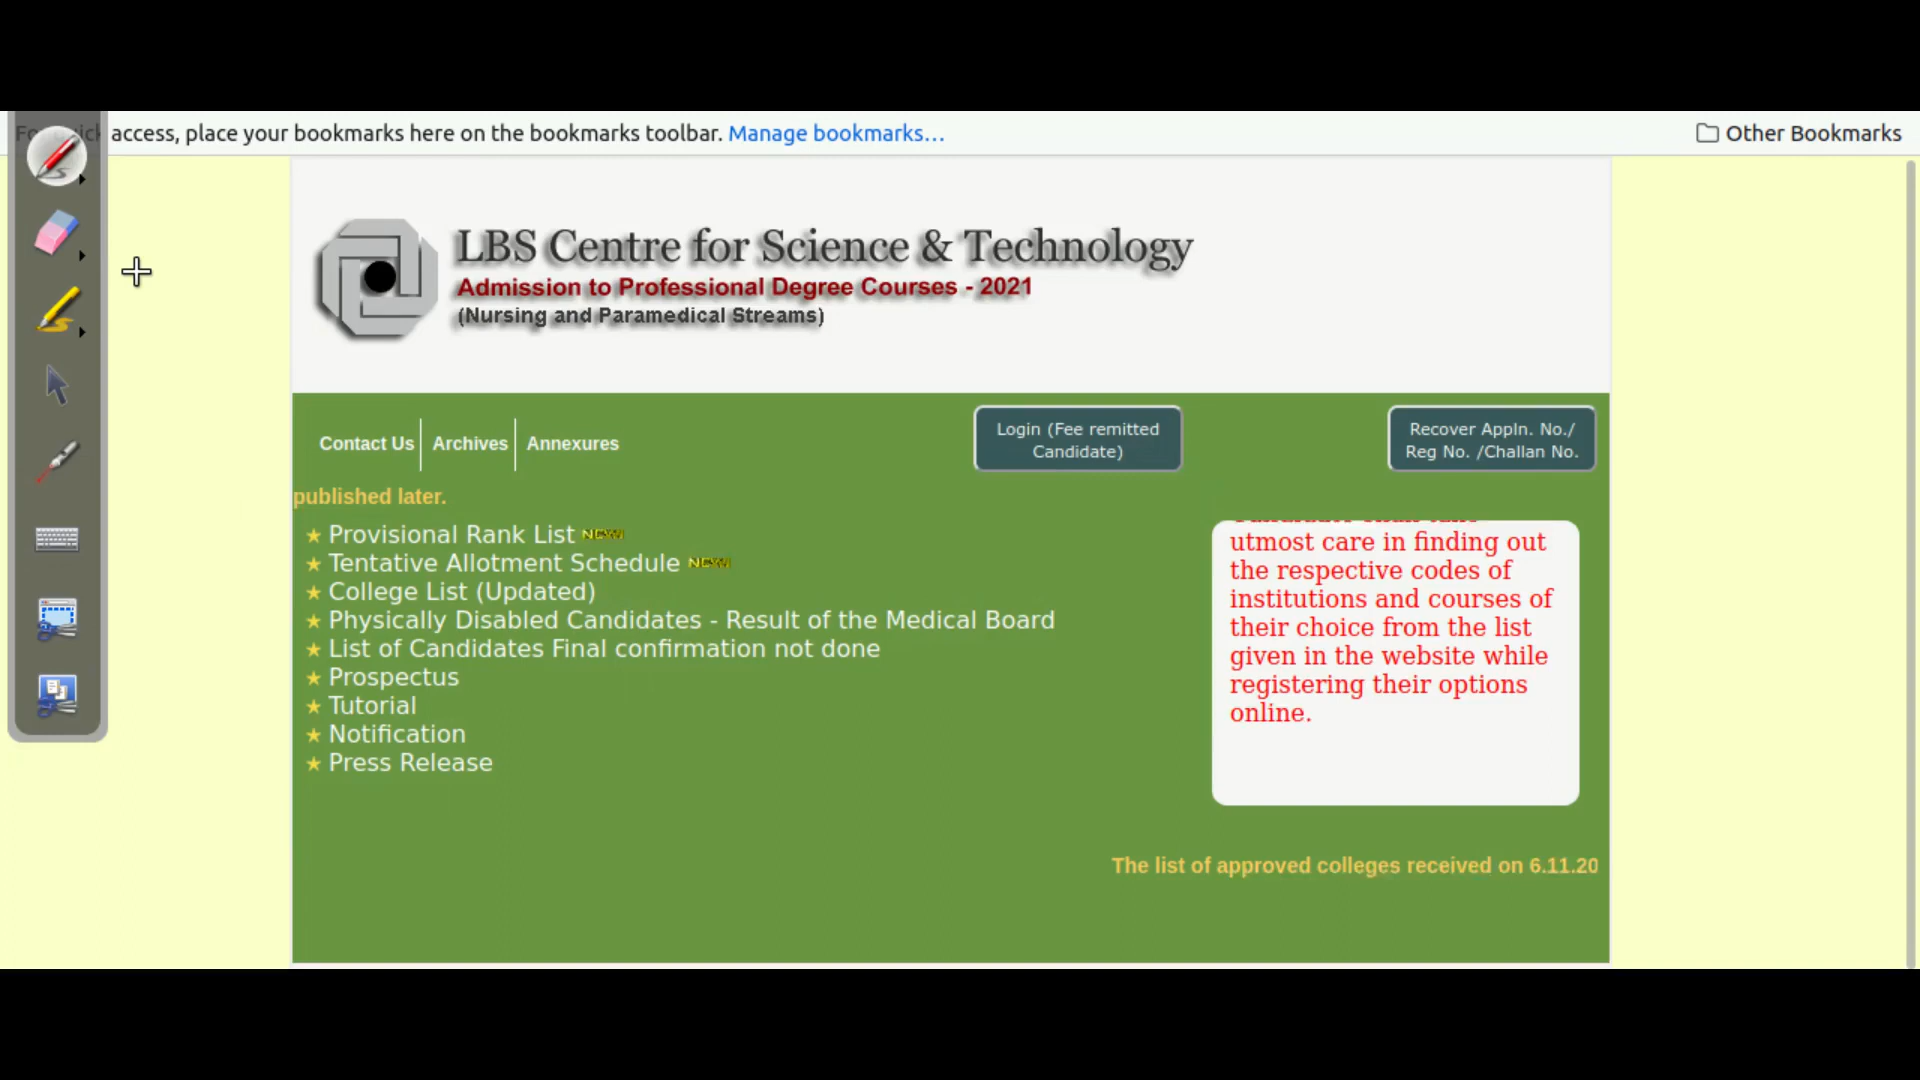 access, place your bookmarks here on the bookmarks toolbar. Manage bookmarks...
Other Bookmarks
LBS Centre for Science & Technology
Admission to Professional Degree Courses - 2021
(Nursing and Paramedical Streams)
Contact Us
Archives
Annexures
Login (Fee remitted
Candidate)
Recover Appln. No./
Reg No. /Challan No.
published later.
Provisional Rank List NEW
Tentative Allotment Schedule NEW
College List (Updated)
Physically Disabled Candidates - Result of the Medical Board
List of Candidates Final confirmation not done
Prospectus
Tutorial
Notification
Press Release
utmost care in finding out
the respective codes of
institutions and courses of
their choice from the list
given in the website while
registering their options
online.
The list of approved colleges received on 6.11.20